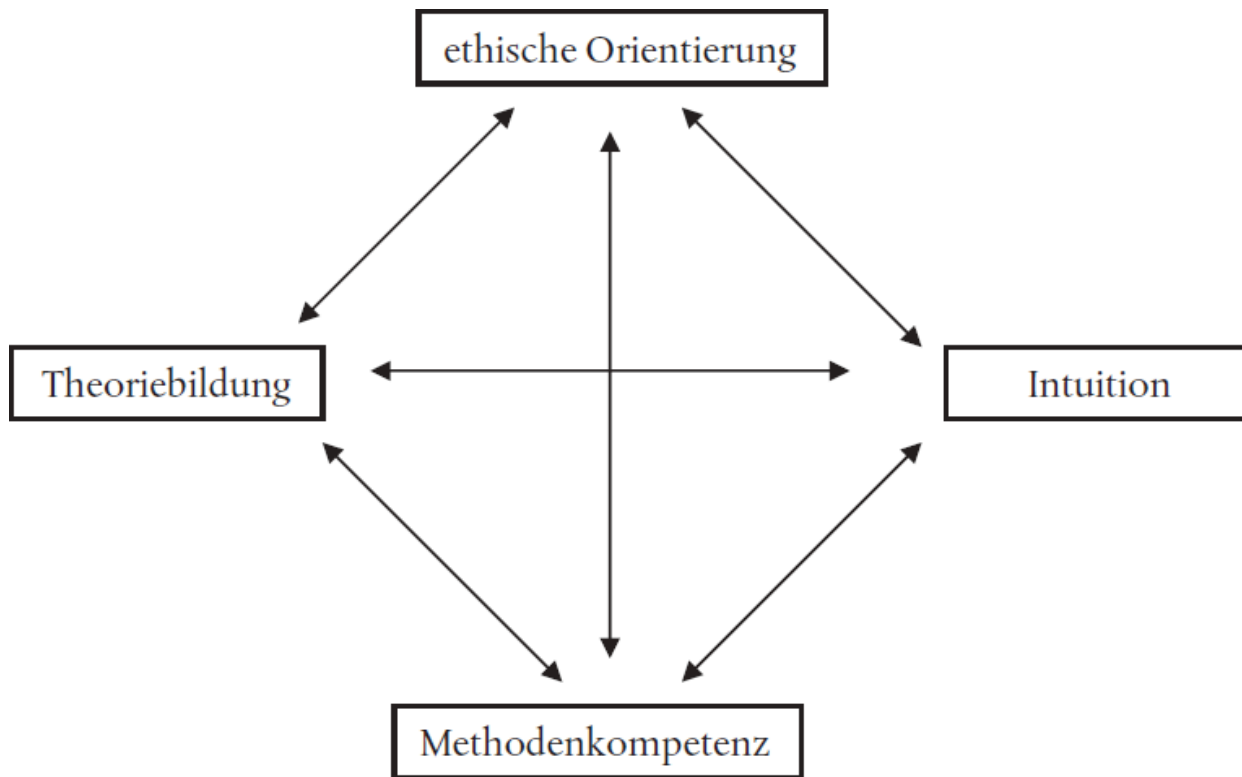 ethische Orientierung
Theoriebildung
Intuition
Methodenkompetenz